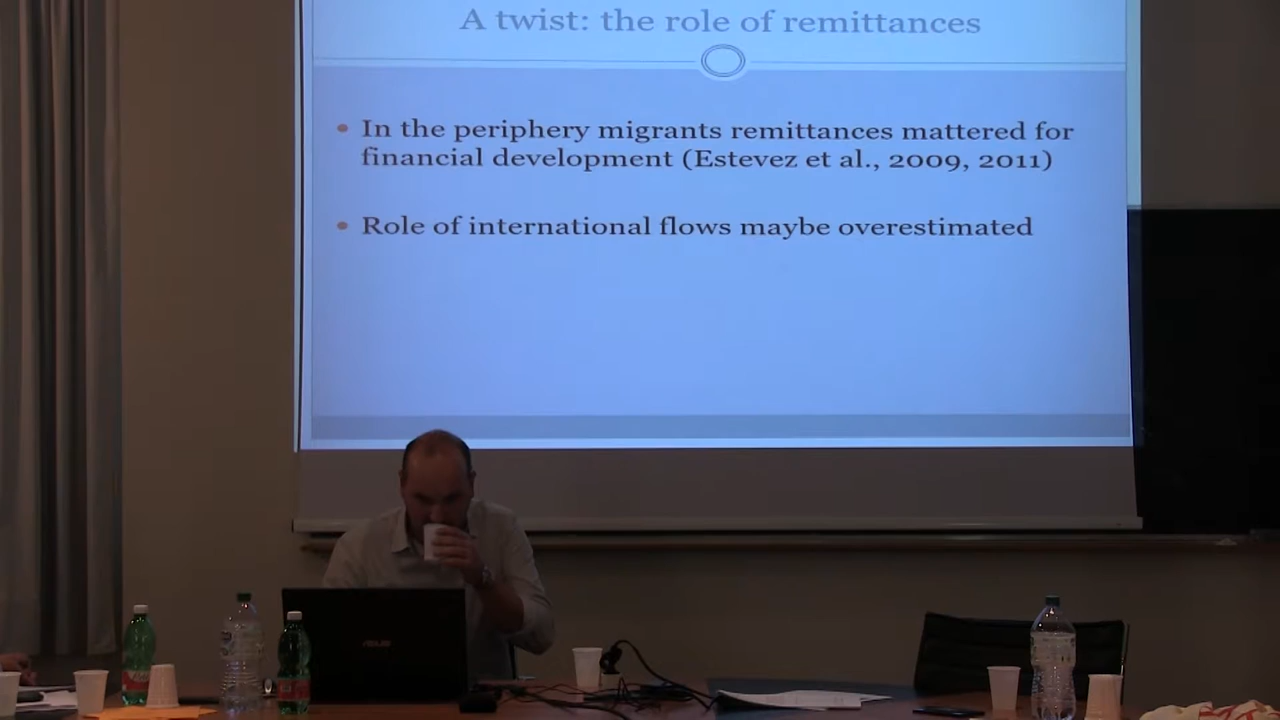 A twist: the role of remittances
• In the periphery migrants remittances mattered for
financial development (Estevez et al., 2009, 2011)
• Role of international flows maybe overestimated
ASUS